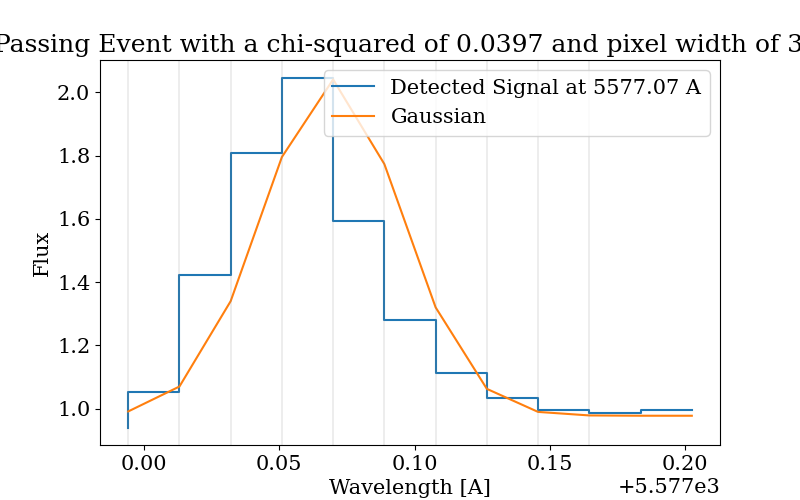 Passing Event with a chi-squared of 0.0397 and pixel width of 3
Detected Signal at 5577.07 A
Gaussian
Flux
2.0
1.8
1.6
1.4
1.2
1.0
0.00 0.05 0.10 0.15 0.20
Wavelength [A]
+5.577e3